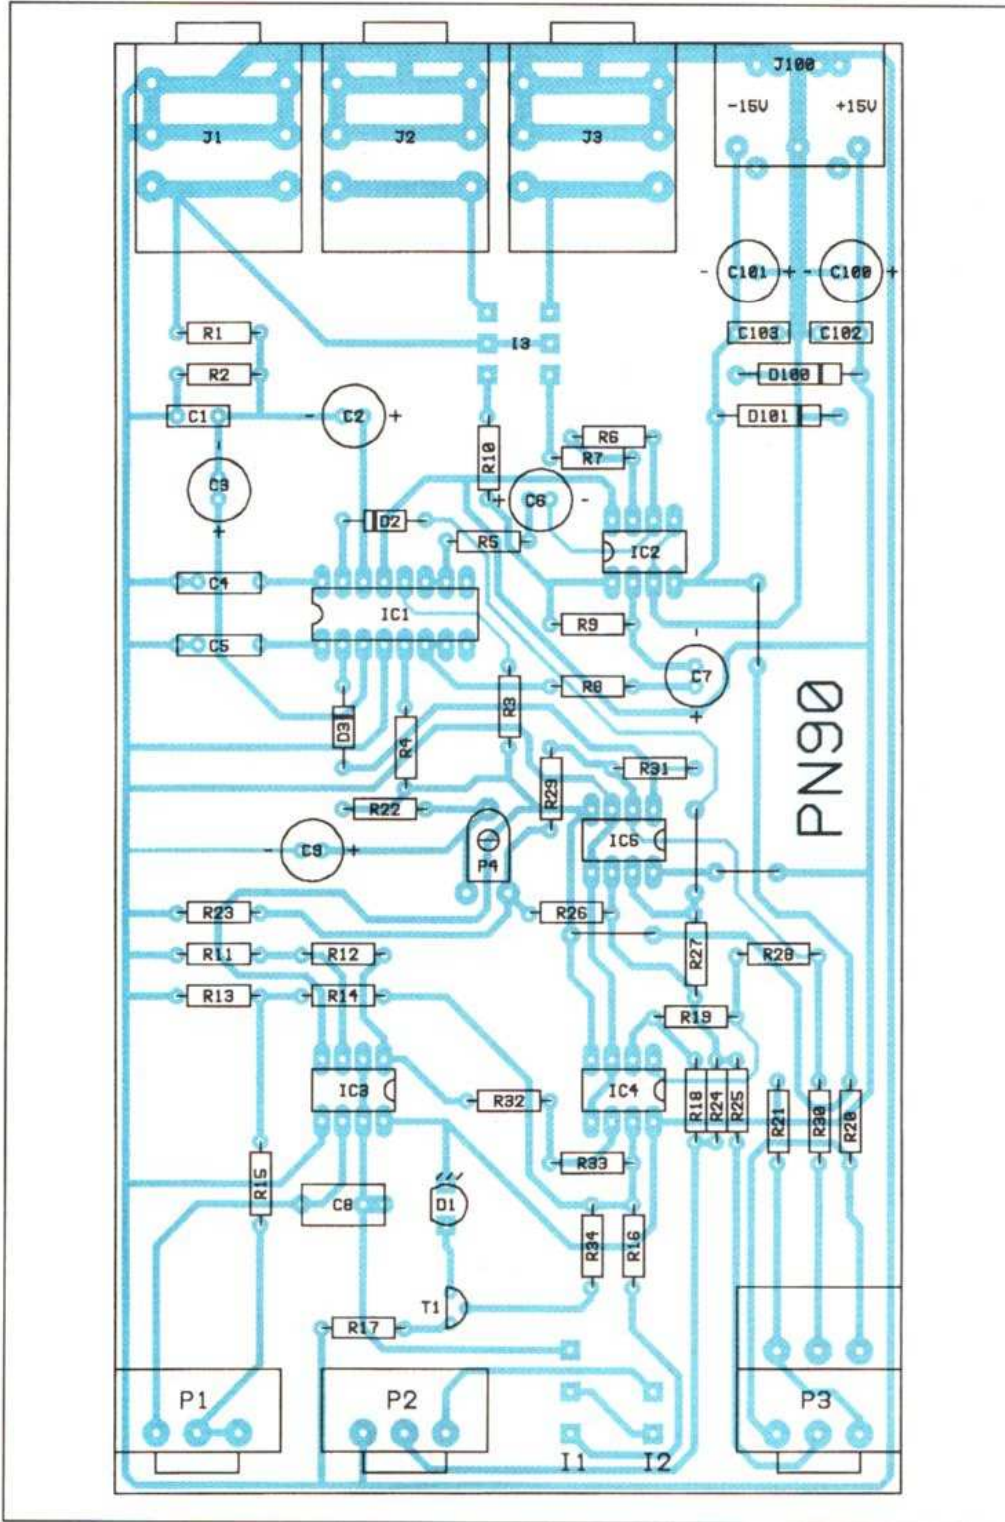 J100
-15V +15V
J1 J2 J3
- C101 + - C100 +
R1 I3 C103 C102
R2 D100
C1 - C2 + D101
R6
R10 R7
-
C3
+
+ C6 -
D2 R5 IC2
C4
IC1 R9
C5 -
C7
+
R8
R3
D3 R4
PN90
R29 R31
R22
IC5
- C9 + P4
R23 R26
R11 R12 R27 R28
R13 R14 R19
IC3 R32 IC4 R18 R24 R25 R21 R30 R20
R33
R15 C8 D1
R34 R16
T1
R17
P1 P2 P3
I1 I2